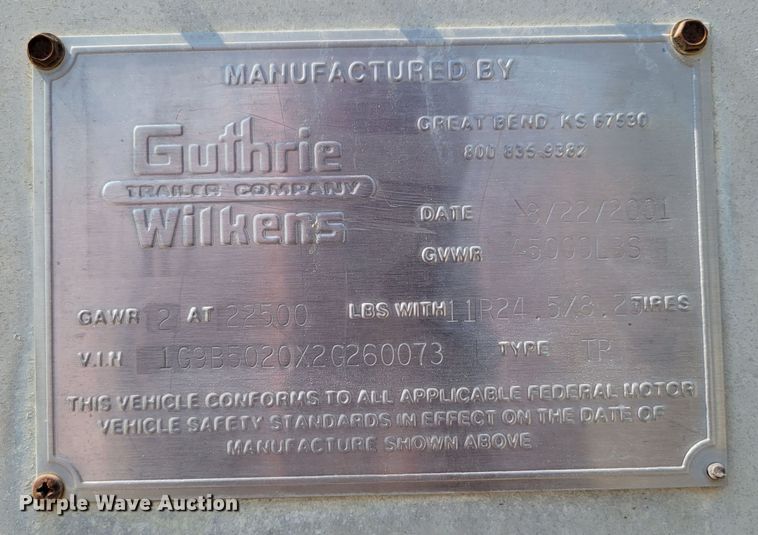 MANUFACTURED BY
Guthrie
TRAILER COMPANY
Wilkens
GREAT BEND, KS 67530
800 835-9382
DATE 8/22/2001
GVWR 45000LBS
GAWR 2 AT 22500 LBS WITH 11R24.5X8.25 TIRES
V.I.N 1G9B5020X2G260073 TYPE TR
THIS VEHICLE CONFORMS TO ALL APPLICABLE FEDERAL MOTOR
VEHICLE SAFETY STANDARDS IN EFFECT ON THE DATE OF
MANUFACTURE SHOWN ABOVE
Purple Wave Auction